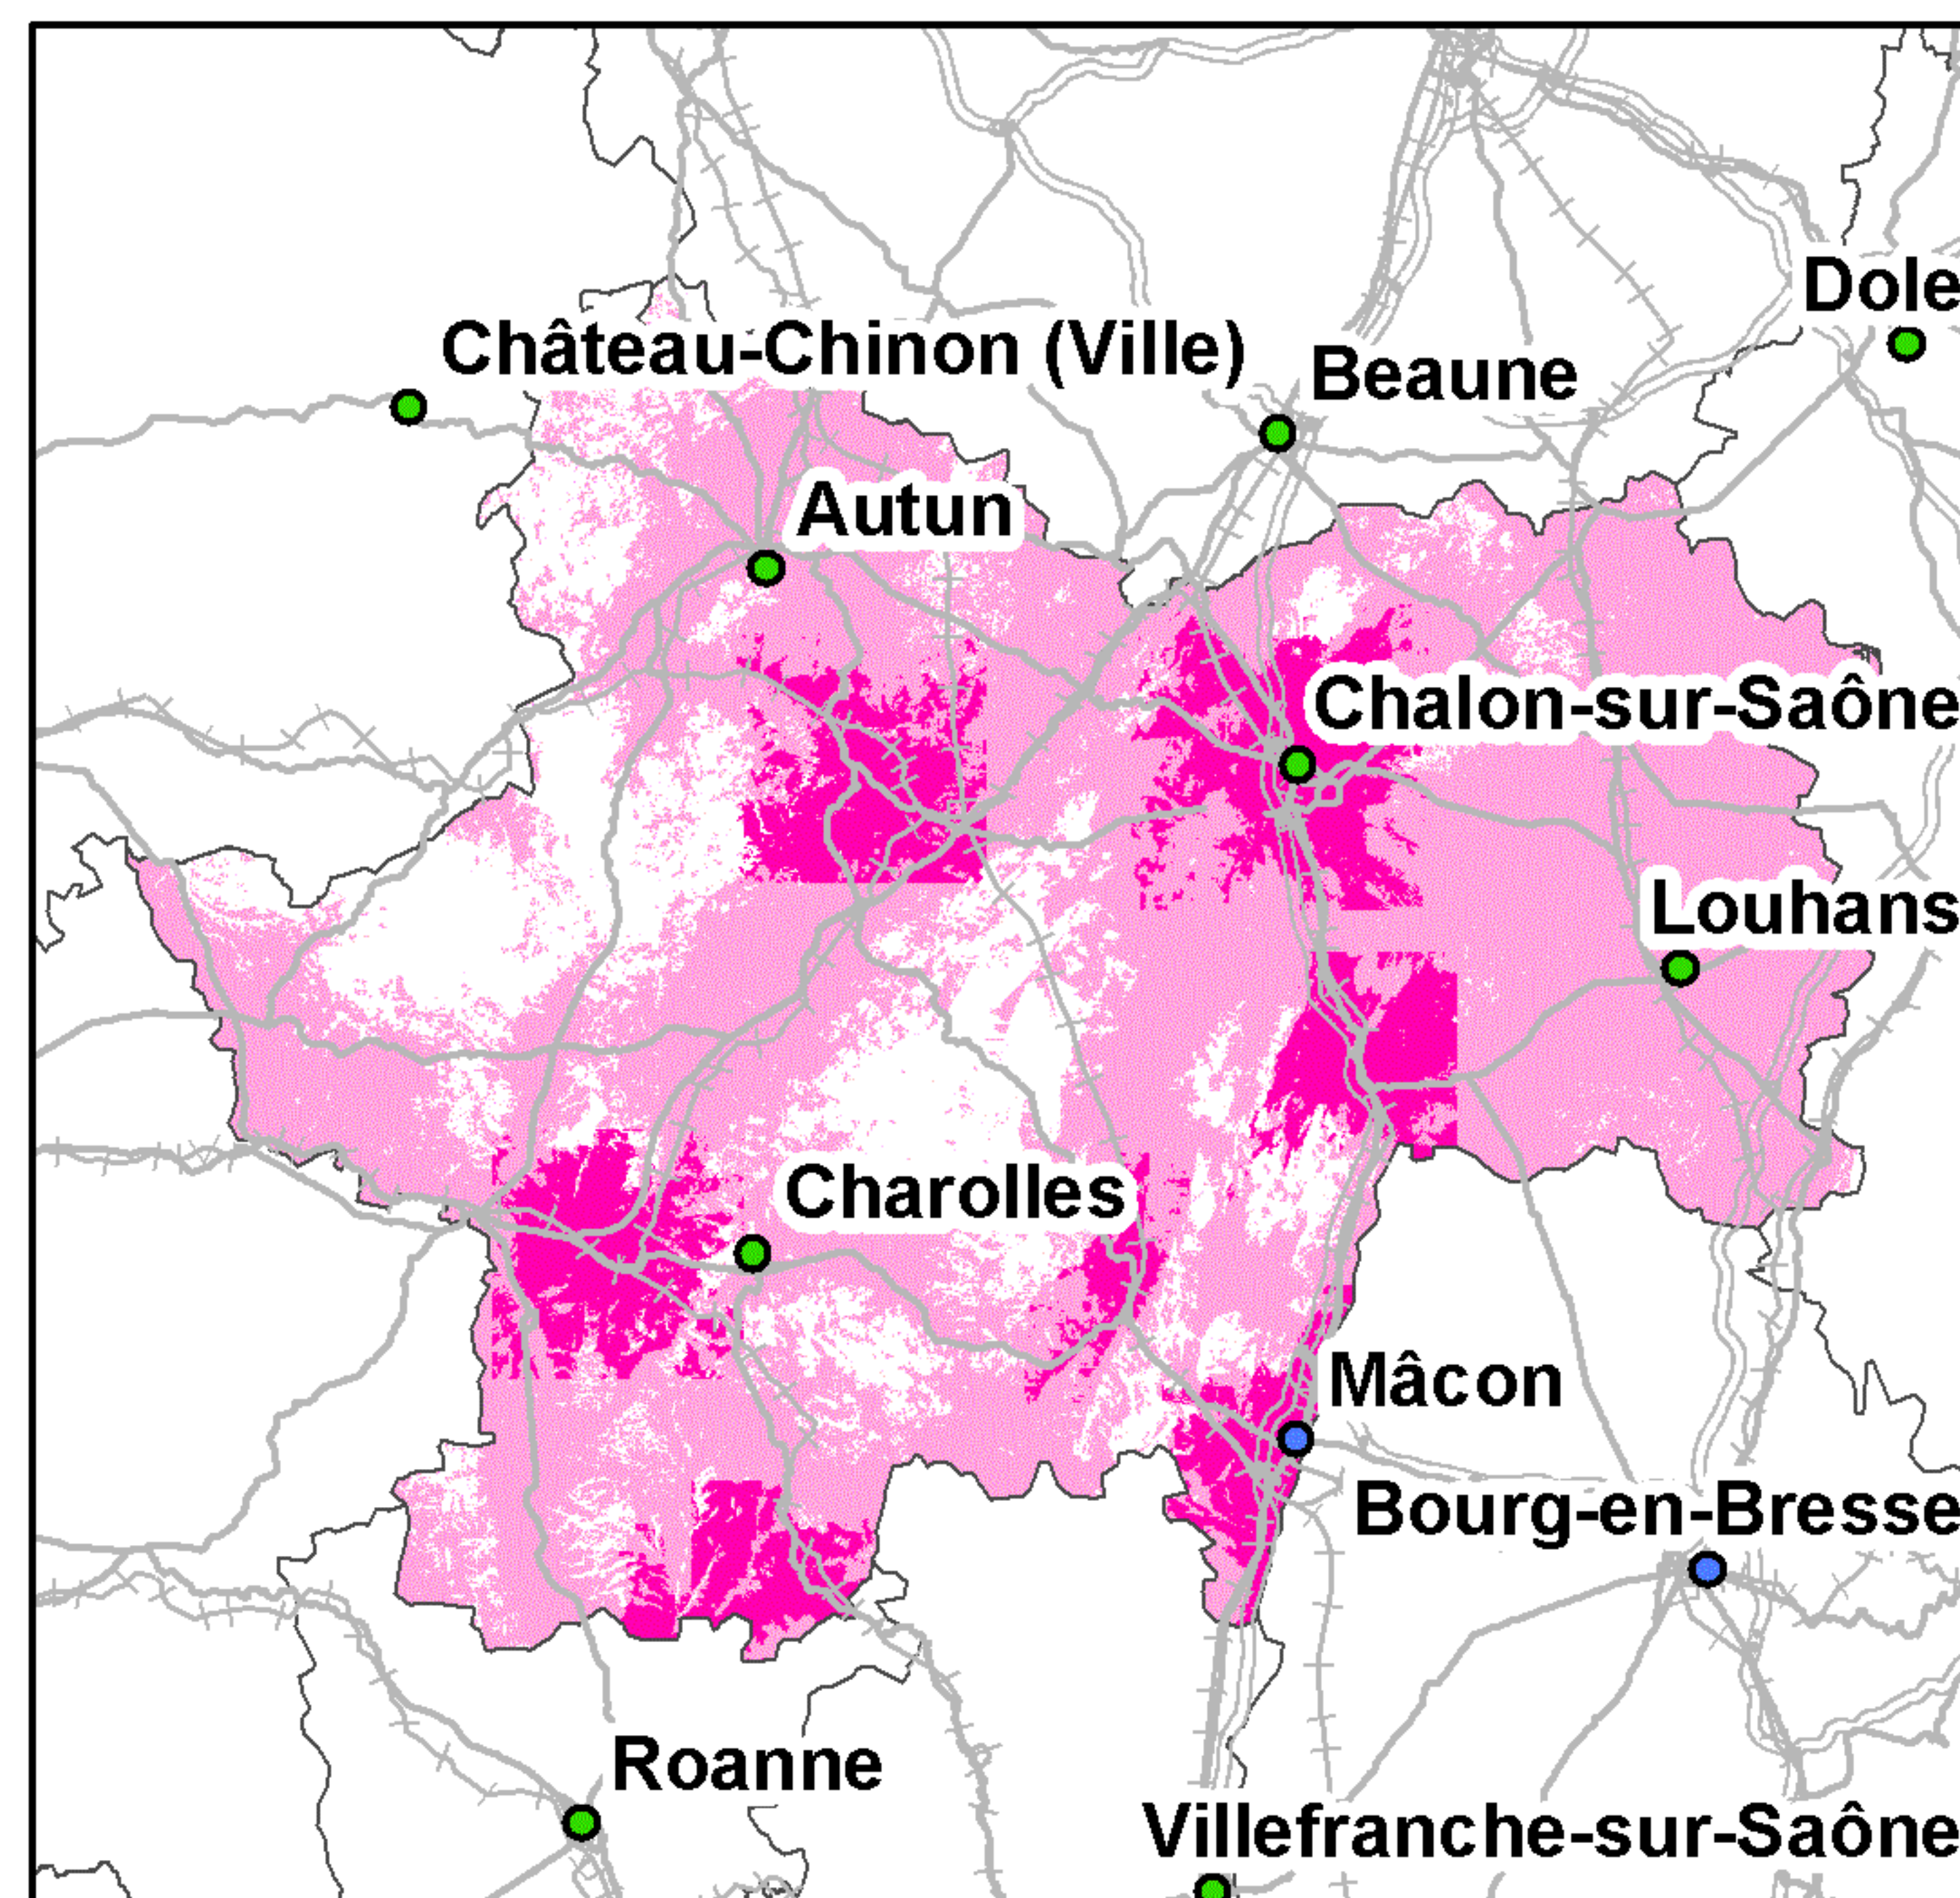 Dole
Château-Chinon (Ville)
Beaune
Autun
Chalon-sur-Saône
Louhans
Charolles
Mâcon
Bourg-en-Bresse
Roanne
Villefranche-sur-Saône